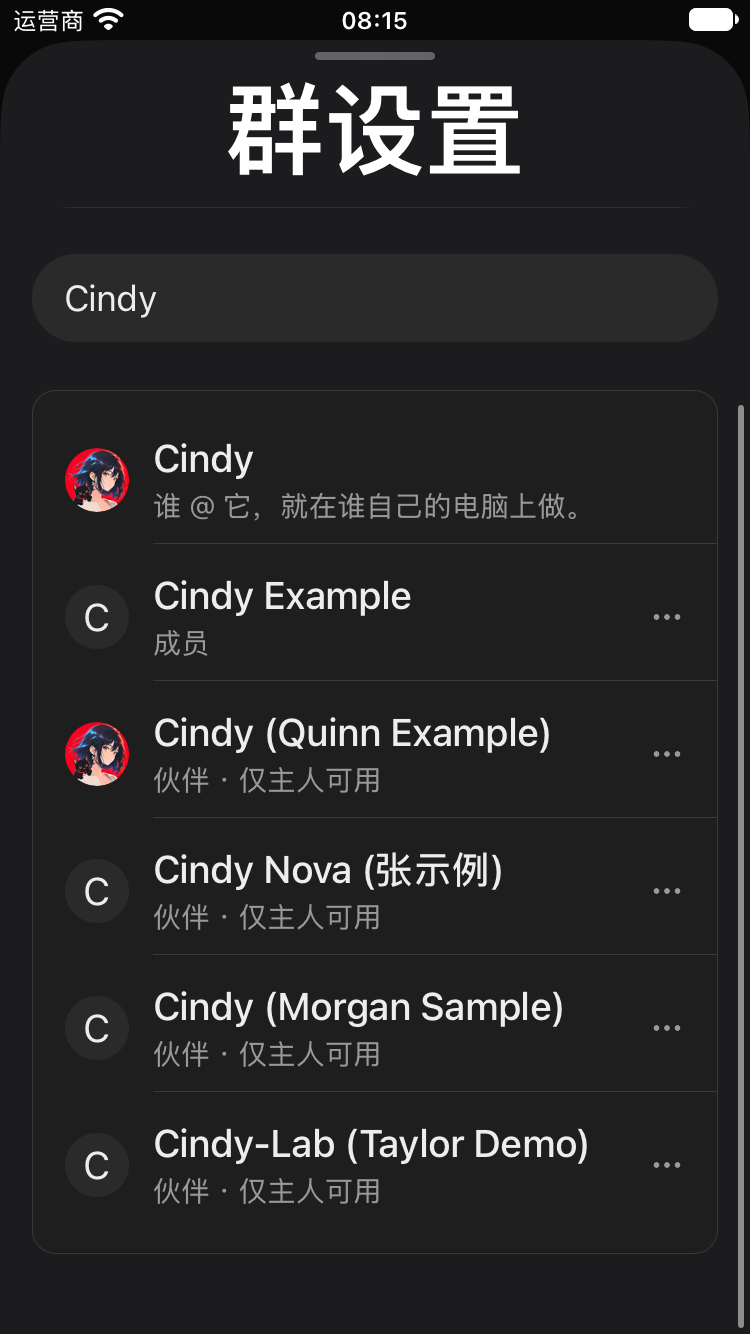 运营商
08:15
群设置
Cindy
Cindy
谁 @ 它，就在谁自己的电脑上做。
C
Cindy Example
成员
Cindy (Quinn Example)
伙伴 · 仅主人可用
C
Cindy Nova (张示例)
伙伴 · 仅主人可用
C
Cindy (Morgan Sample)
伙伴 · 仅主人可用
C
Cindy-Lab (Taylor Demo)
伙伴 · 仅主人可用